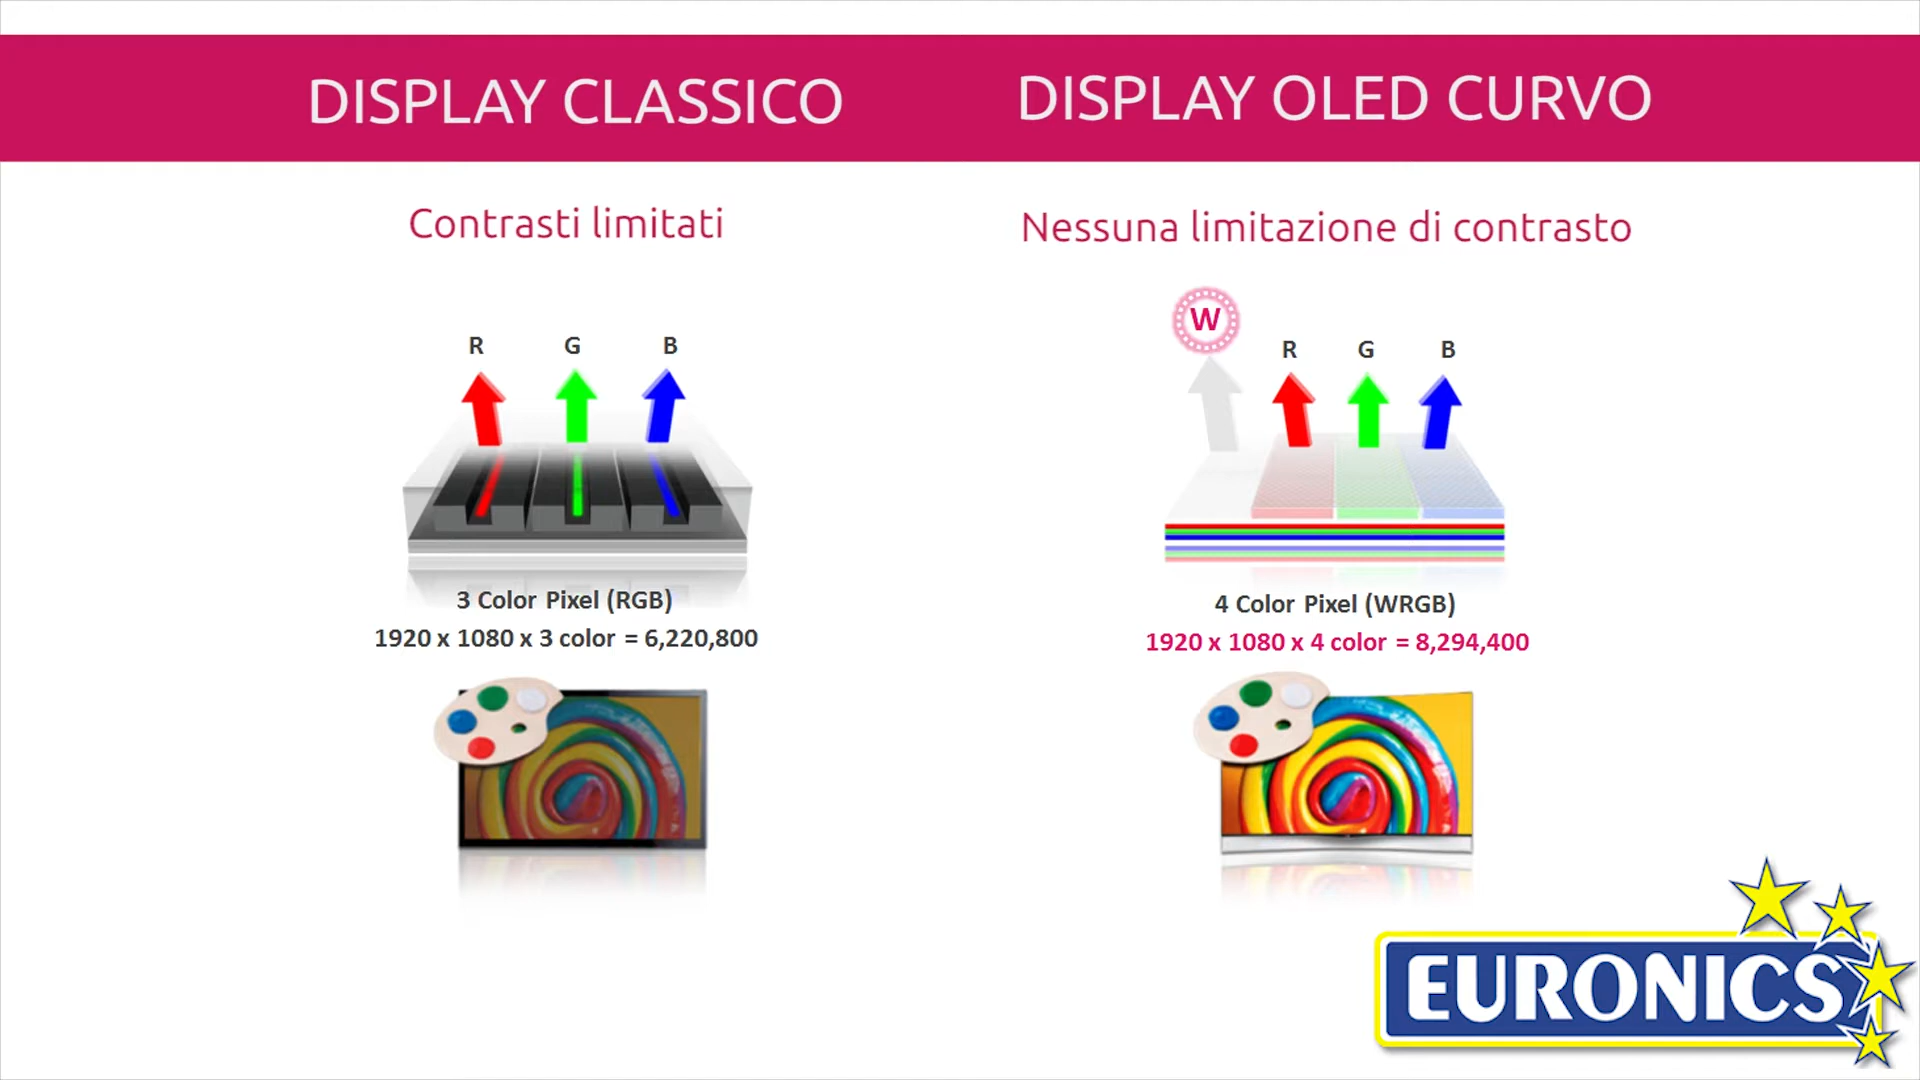 DISPLAY CLASSICO
DISPLAY OLED CURVO
Contrasti limitati
Nessuna limitazione di contrasto
R G B
W
R G B
3 Color Pixel (RGB)
1920 x 1080 x 3 color = 6,220,800
4 Color Pixel (WRGB)
1920 x 1080 x 4 color = 8,294,400
EURONICS